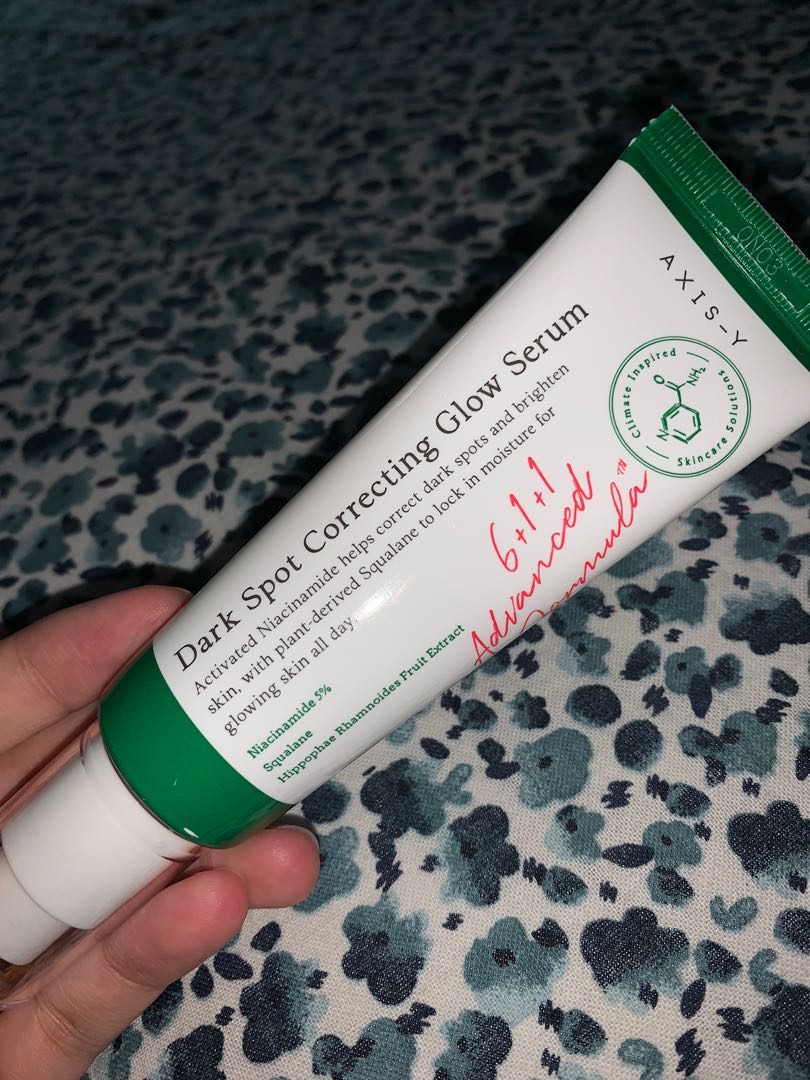 AXIS-Y
Climate Inspired
Skincare Solutions
O
NH₂
N
Dark Spot Correcting Glow Serum
Activated Niacinamide helps correct dark spots and brighten
skin, with plant-derived Squalane to lock in moisture for
glowing skin all day.
6+1+1
Advanced
Formula™
Niacinamide 5%
Squalane
Hippophae Rhamnoides Fruit Extract